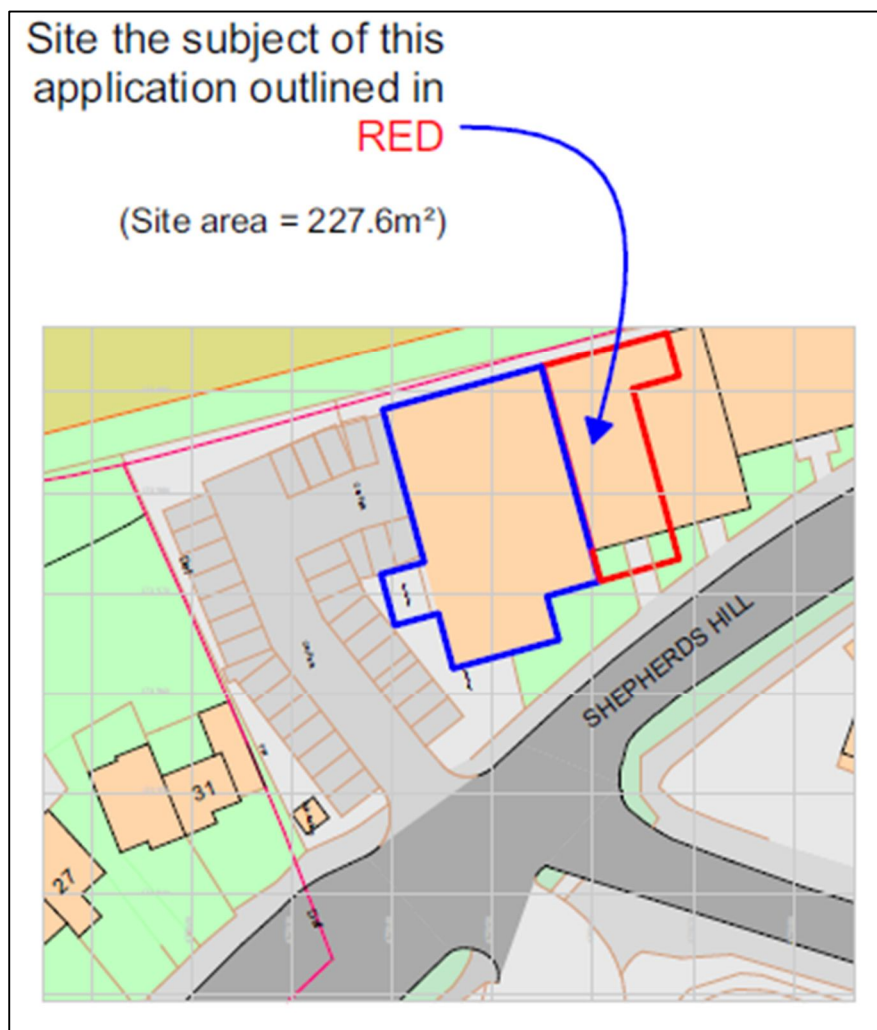 Site the subject of this
application outlined in
RED
(Site area = 227.6m²)
SHEPHERDS HILL
31
27